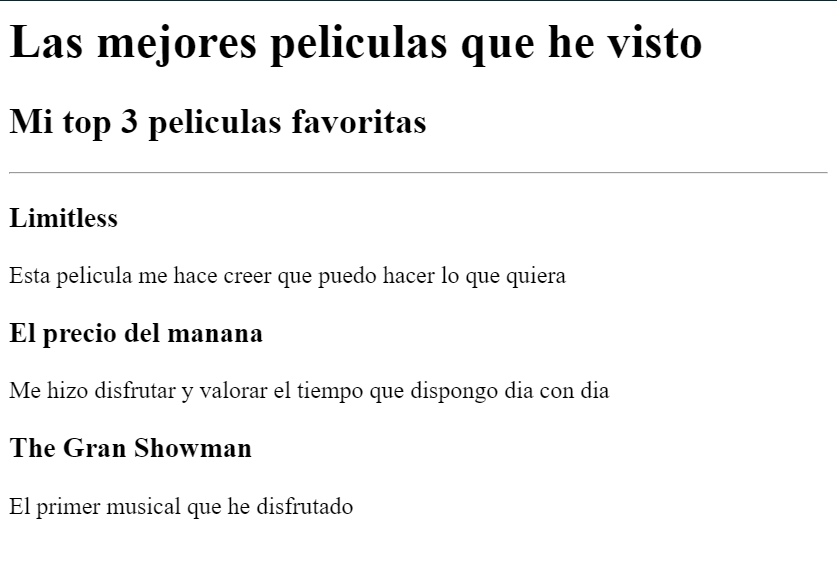 Las mejores peliculas que he visto
Mi top 3 peliculas favoritas
Limitless
Esta pelicula me hace creer que puedo hacer lo que quiera
El precio del manana
Me hizo disfrutar y valorar el tiempo que dispongo dia con dia
The Gran Showman
El primer musical que he disfrutado